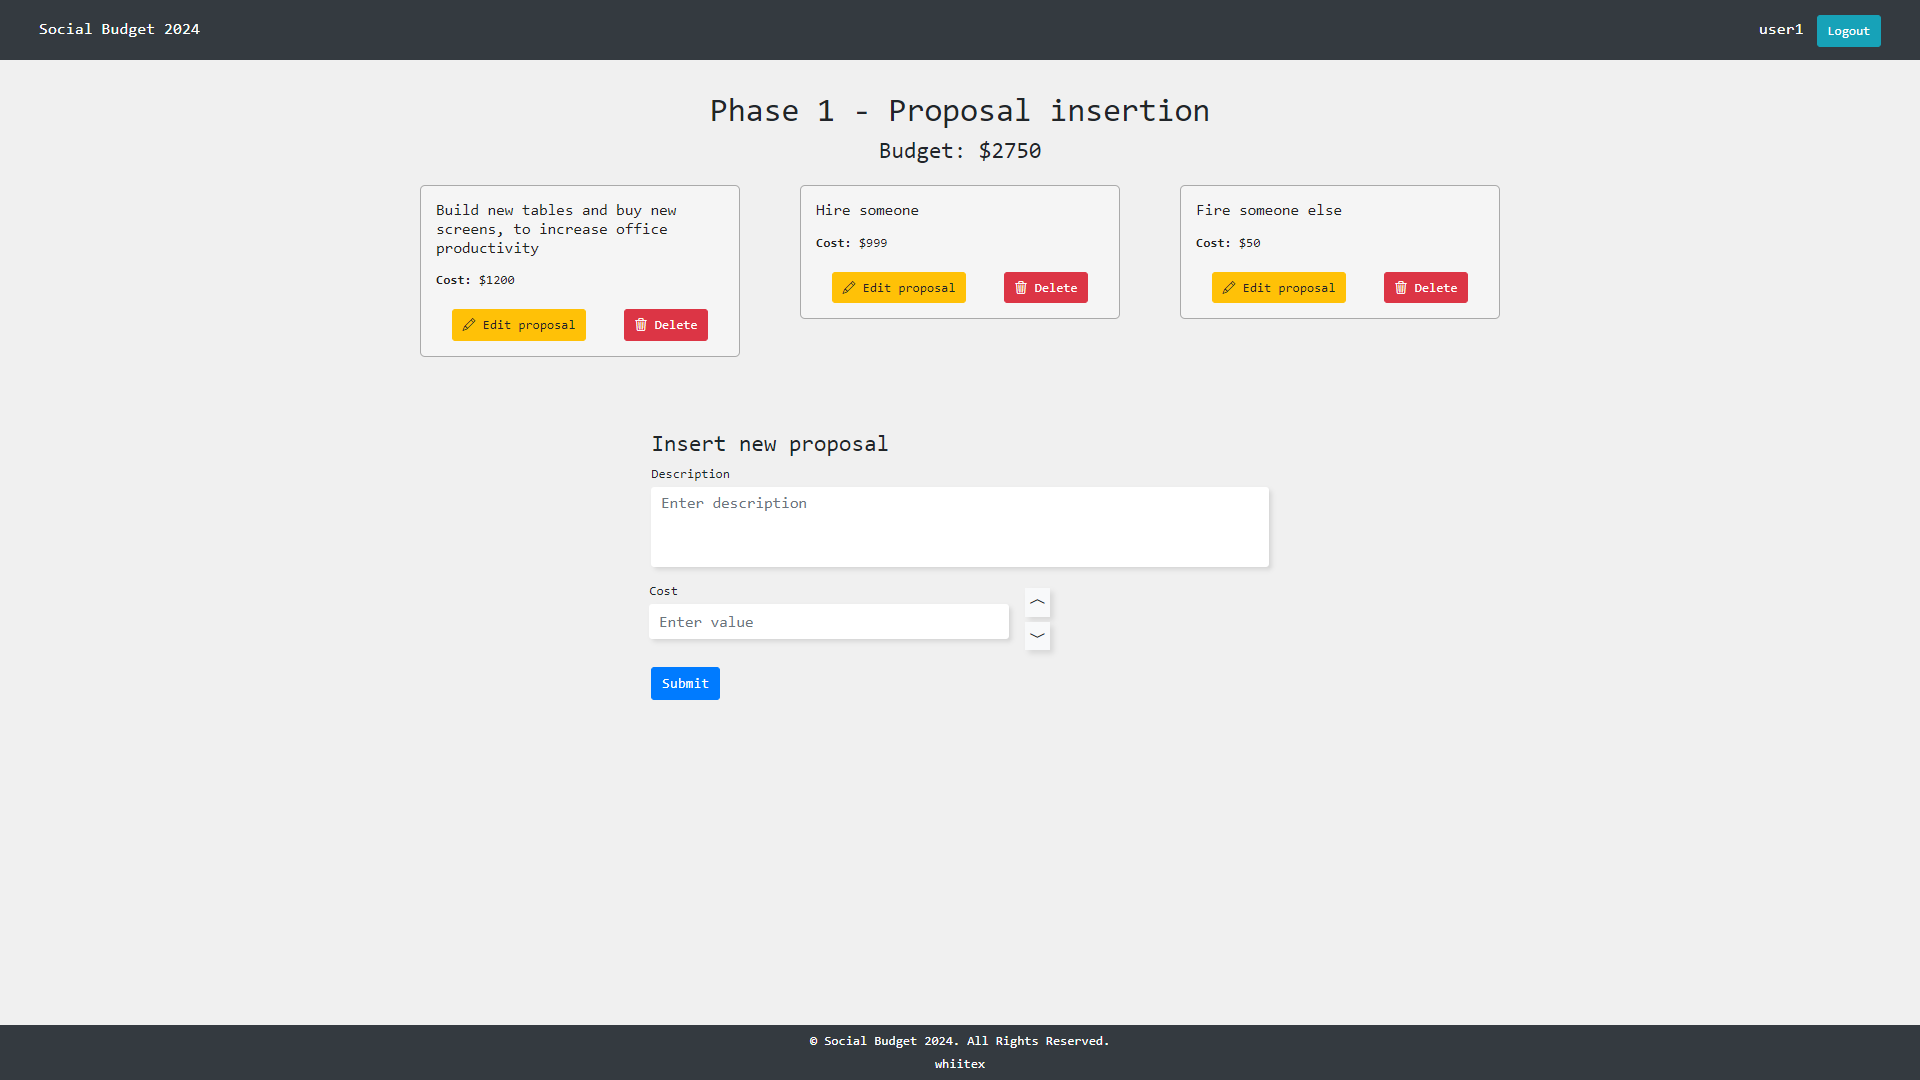 Social Budget 2024
user1
Logout
Phase 1 - Proposal insertion
Budget: $2750
Build new tables and buy new
screens, to increase office
productivity
Cost: $1200
Edit proposal
Delete
Hire someone
Cost: $999
Edit proposal
Delete
Fire someone else
Cost: $50
Edit proposal
Delete
Insert new proposal
Description
Enter description
Cost
Enter value
Submit
© Social Budget 2024. All Rights Reserved.
whiitex